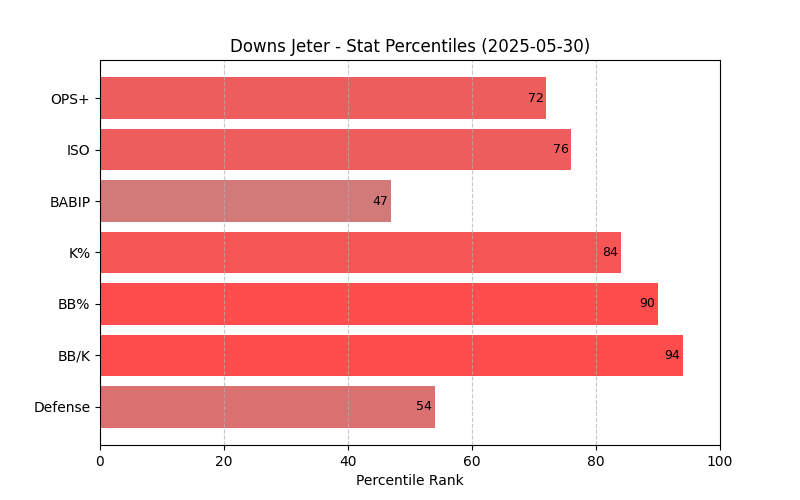 Downs Jeter - Stat Percentiles (2025-05-30)
OPS+ 72
ISO 76
BABIP 47
K% 84
BB% 90
BB/K 94
Defense 54
0 20 40 60 80 100
Percentile Rank